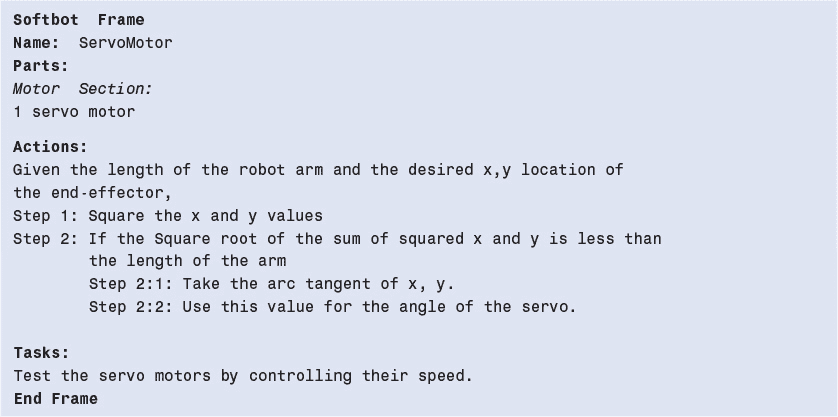 Softbot Frame
Name: ServoMotor
Parts:
Motor Section:
1 servo motor
Actions:
Given the length of the robot arm and the desired x,y location of
the end-effector,
Step 1: Square the x and y values
Step 2: If the Square root of the sum of squared x and y is less than
the length of the arm
Step 2:1: Take the arc tangent of x, y.
Step 2:2: Use this value for the angle of the servo.
Tasks:
Test the servo motors by controlling their speed.
End Frame